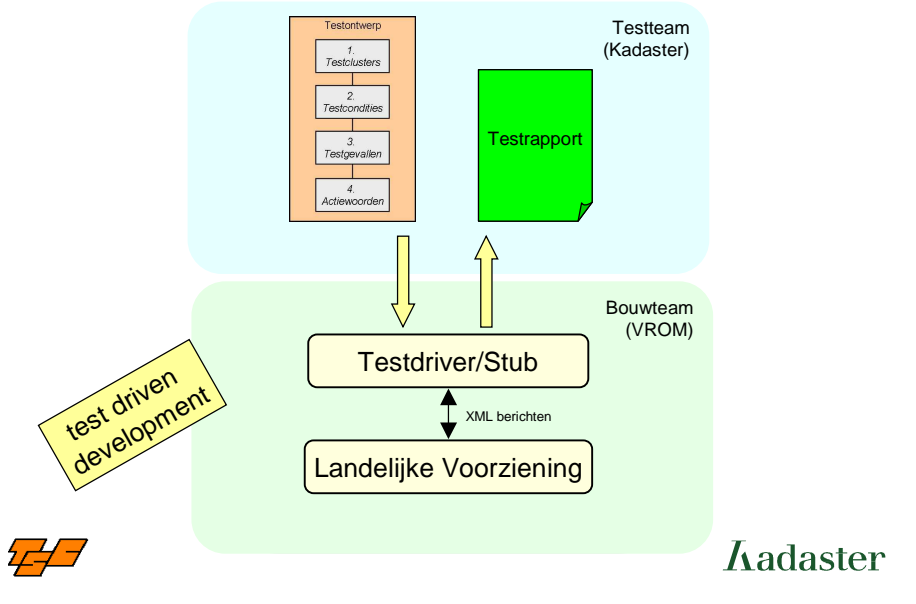 Testontwerp
1.
Testclusters
2.
Testcondities
3.
Testgevallen
4.
Actiewoorden
Testteam
(Kadaster)
Testrapport
Bouwteam
(VROM)
Testdriver/Stub
XML berichten
Landelijke Voorziening
test driven
development
Kadaster